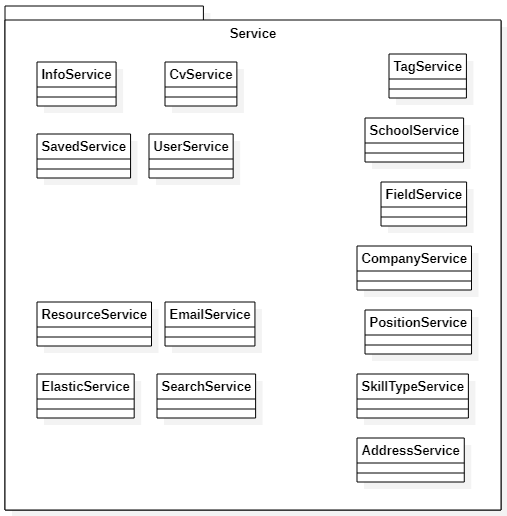 Service
InfoService
CvService
TagService
SchoolService
SavedService
UserService
FieldService
CompanyService
ResourceService
EmailService
PositionService
ElasticService
SearchService
SkillTypeService
AddressService